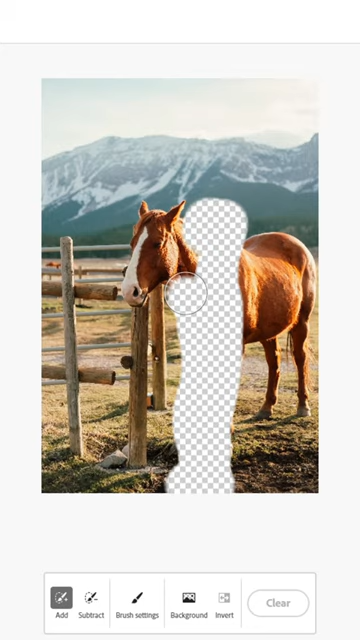 Add
Subtract
Brush settings
Background
Invert
Clear